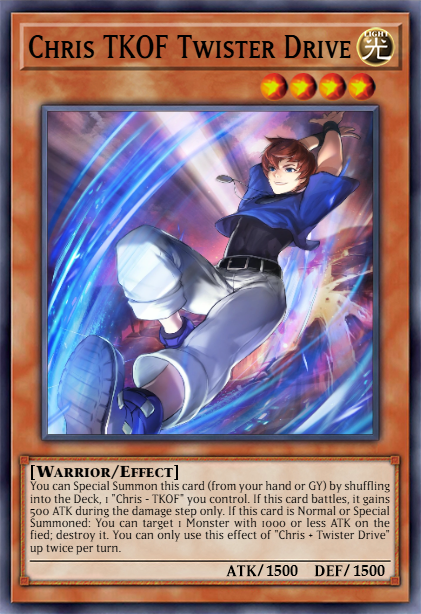 Chris TKOF Twister Drive
LIGHT
光
[Warrior/Effect]
You can Special Summon this card (from your hand or GY) by shuffling
into the Deck, 1 "Chris - TKOF" you control. If this card battles, it gains
500 ATK during the damage step only. If this card is Normal or Special
Summoned: You can target 1 Monster with 1000 or less ATK on the
fied; destroy it. You can only use this effect of "Chris + Twister Drive"
up twice per turn.
ATK/1500 DEF/1500